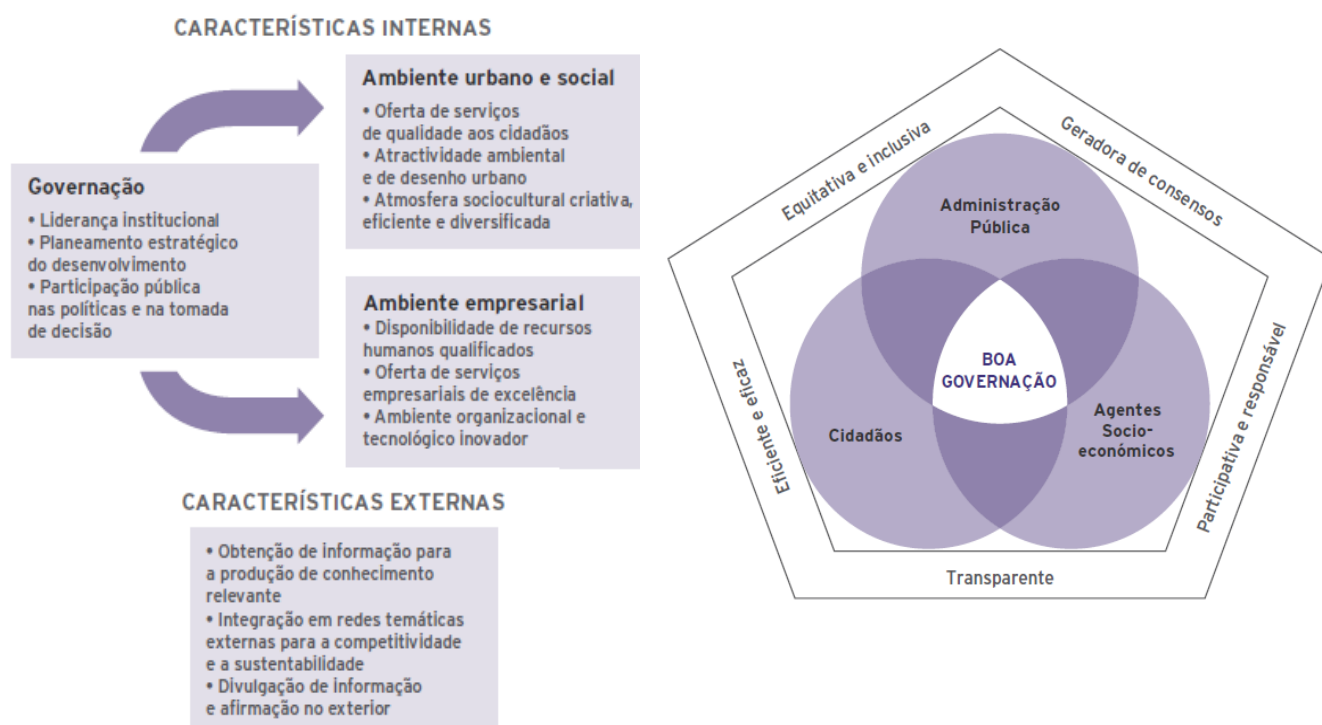 CARACTERÍSTICAS INTERNAS
Governação
• Liderança institucional
• Planeamento estratégico
do desenvolvimento
• Participação pública
nas políticas e na tomada
de decisão
Ambiente urbano e social
• Oferta de serviços
de qualidade aos cidadãos
• Atractividade ambiental
e de desenho urbano
• Atmosfera sociocultural criativa,
eficiente e diversificada
Ambiente empresarial
• Disponibilidade de recursos
humanos qualificados
• Oferta de serviços
empresariais de excelência
• Ambiente organizacional e
tecnológico inovador
CARACTERÍSTICAS EXTERNAS
• Obtenção de informação para
a produção de conhecimento
relevante
• Integração em redes temáticas
externas para a competitividade
e a sustentabilidade
• Divulgação de informação
e afirmação no exterior
Equitativa e inclusiva
Geradora de consensos
Administração
Pública
BOA
GOVERNAÇÃO
Cidadãos
Agentes
Socio-
económicos
Eficiente e eficaz
Participativa e responsável
Transparente